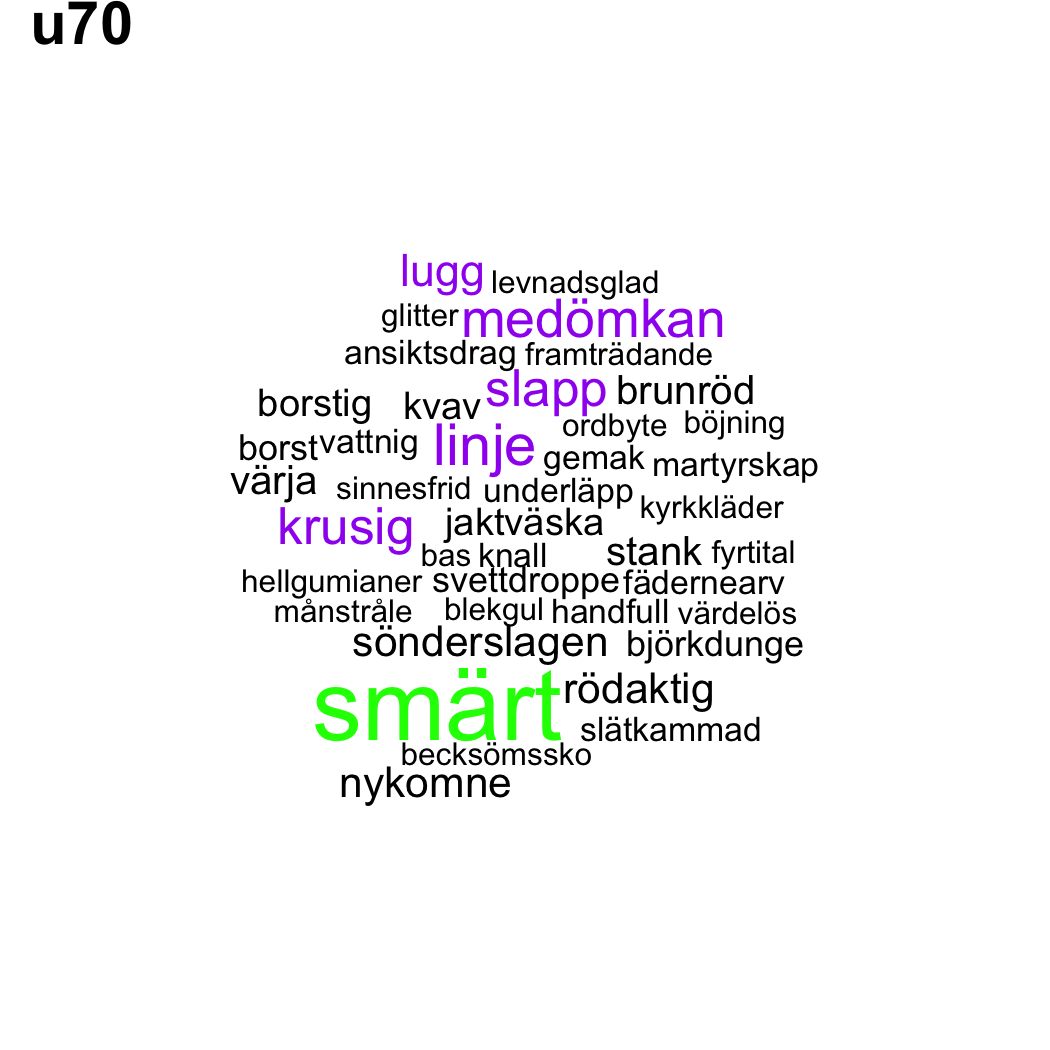 u70
lugg levnadsglad
glitter medömkan
ansiktsdrag framträdande
borstig kvav slapp brunröd
ordbyte böjning
borst vattnig linje gemak martyrskap
värja sinnesfrid underläpp kyrkkläder
krusig jaktväska
bas knall stank fyrtital
hellgumianer svettdroppe fädernearv
månstråle blekgul handfull värdelös
sönderslagen björkdunge
smärt rödaktig
slätkammad
becksömssko
nykomne